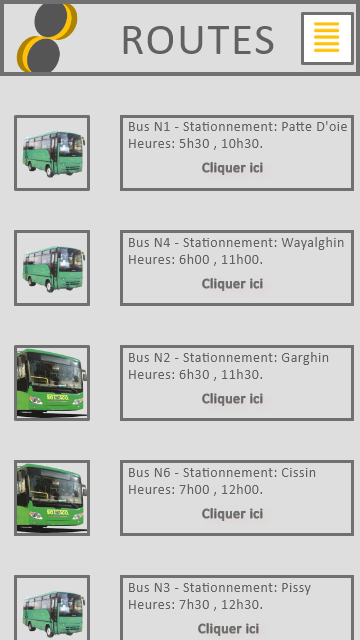 ROUTES
Bus N1 - Stationnement: Patte D'oie
Heures: 5h30 , 10h30.
Cliquer ici
Bus N4 - Stationnement: Wayalghin
Heures: 6h00 , 11h00.
Cliquer ici
Bus N2 - Stationnement: Garghin
Heures: 6h30 , 11h30.
Cliquer ici
Bus N6 - Stationnement: Cissin
Heures: 7h00 , 12h00.
Cliquer ici
Bus N3 - Stationnement: Pissy
Heures: 7h30 , 12h30.
Cliquer ici